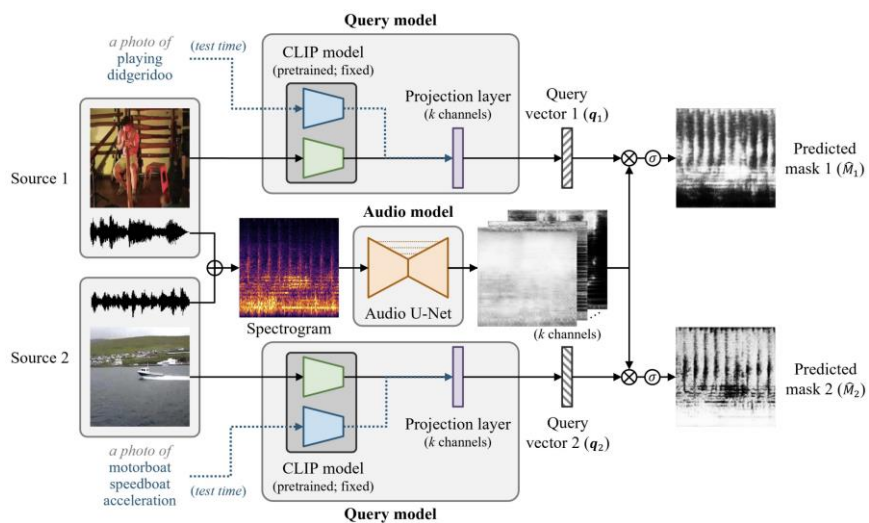 Query model
a photo of
playing
didgeridoo
(test time)
CLIP model
(pretrained; fixed)
Projection layer
(k channels)
Query
vector 1 (q₁)
σ
Predicted
mask 1 (M̂₁)
Source 1
Audio model
Spectrogram
Audio U-Net
...
(k channels)
Source 2
σ
Predicted
mask 2 (M̂₂)
Projection layer
(k channels)
Query
vector 2 (q₂)
a photo of
motorboat
speedboat
acceleration
(test time)
CLIP model
(pretrained; fixed)
Query model